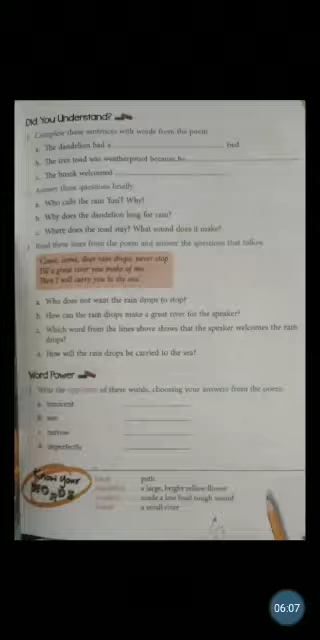 Did You Understand?
1. Complete these sentences with words from the poem.
a. The dandelion had a bed
b. The tree toad was weatherproof because he
c. The brook welcomed
Answer these questions briefly.
a. Who calls the rain 'fun'? Why?
b. Why does the dandelion long for rain?
c. Where does the toad stay? What sound does it make?
Read these lines from the poem and answer the questions that follow.
Come, come, dear rain drops, never stop
Till a great river you make of me,
Then I will carry you to the sea.
a. Who does not want the rain drops to stop?
b. How can the rain drops make a great river for the speaker?
c. Which word from the lines above shows that the speaker welcomes the rain
drops?
d. How will the rain drops be carried to the sea?
Word Power
Write the opposites of these words, choosing your answers from the poem.
a. innocent
b.
c. narrow
d. imperfectly
Know Your
path
a large, bright yellow flower
made a low loud rough sound
a small river
06:07